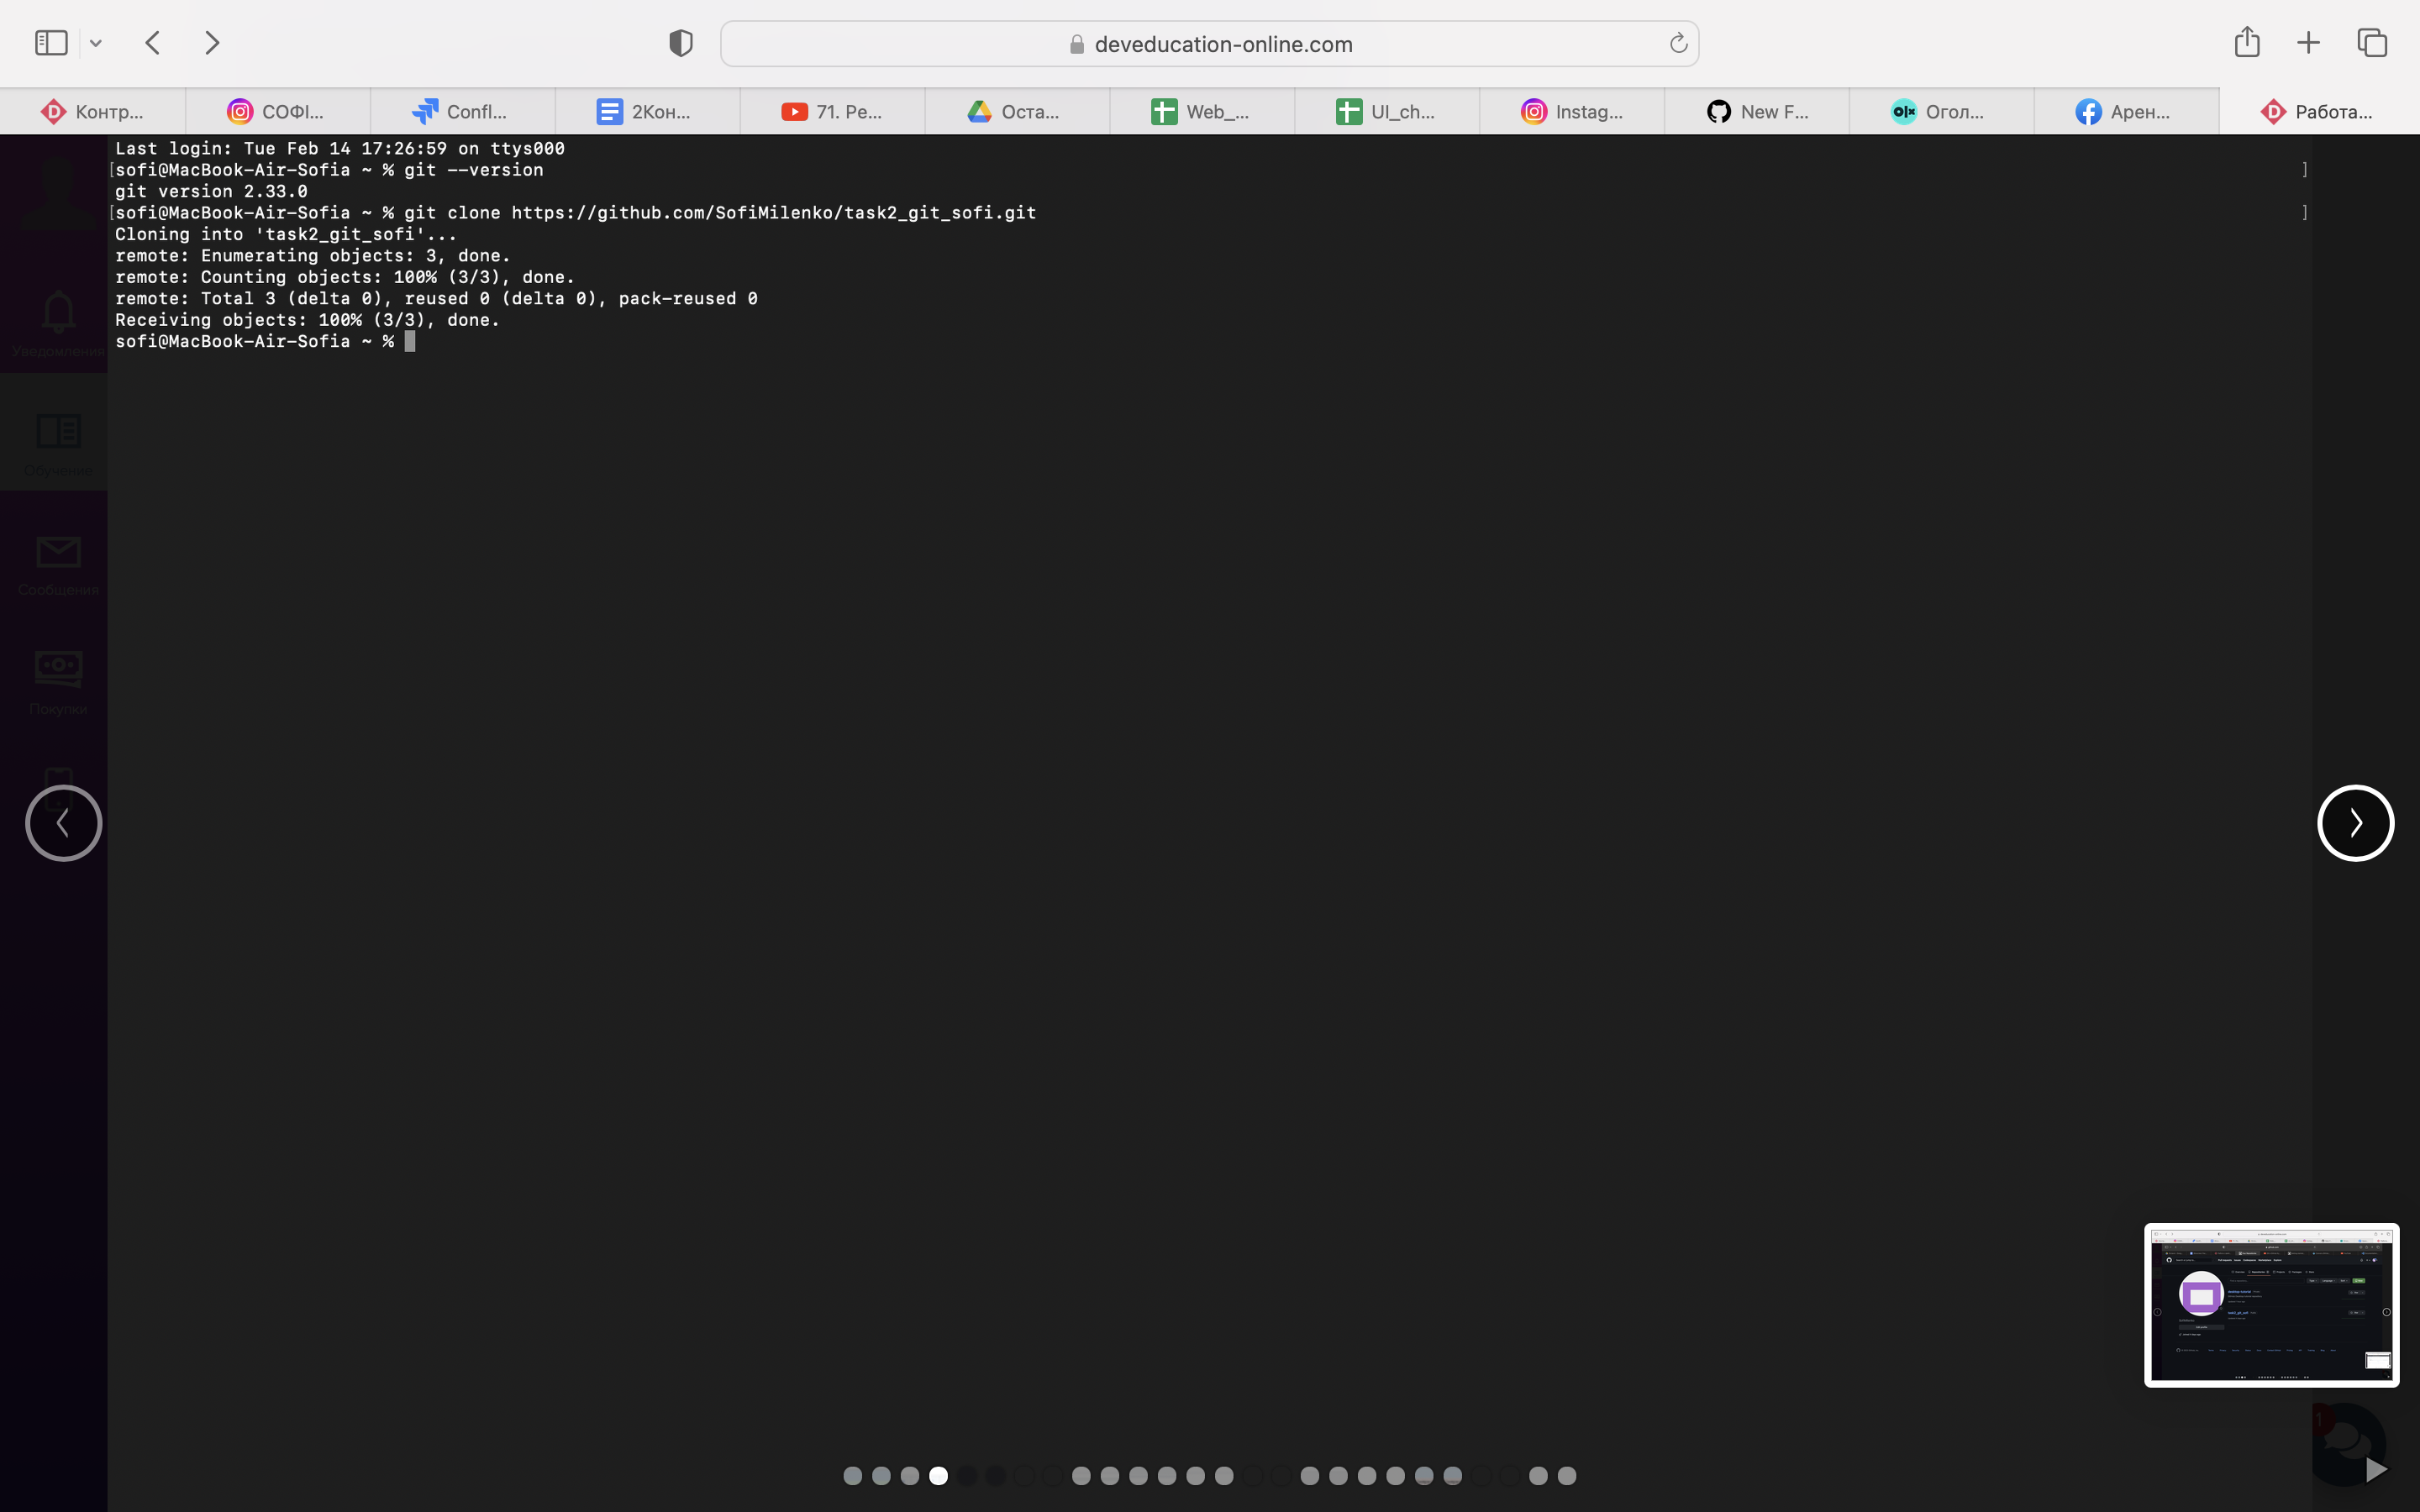 deveducation-online.com
Контр...
СОФІ...
Confl...
2Кон...
71. Ре...
Оста...
Web_...
UI_ch...
Instag...
New F...
olx Огол...
Арен...
Работа...
Last login: Tue Feb 14 17:26:59 on ttys000
[sofi@MacBook-Air-Sofia ~ % git --version ]
git version 2.33.0
[sofi@MacBook-Air-Sofia ~ % git clone https://github.com/SofiMilenko/task2_git_sofi.git ]
Cloning into 'task2_git_sofi'...
remote: Enumerating objects: 3, done.
remote: Counting objects: 100% (3/3), done.
remote: Total 3 (delta 0), reused 0 (delta 0), pack-reused 0
Receiving objects: 100% (3/3), done.
sofi@MacBook-Air-Sofia ~ %
Уведомления
Обучение
Сообщения
Покупки
1